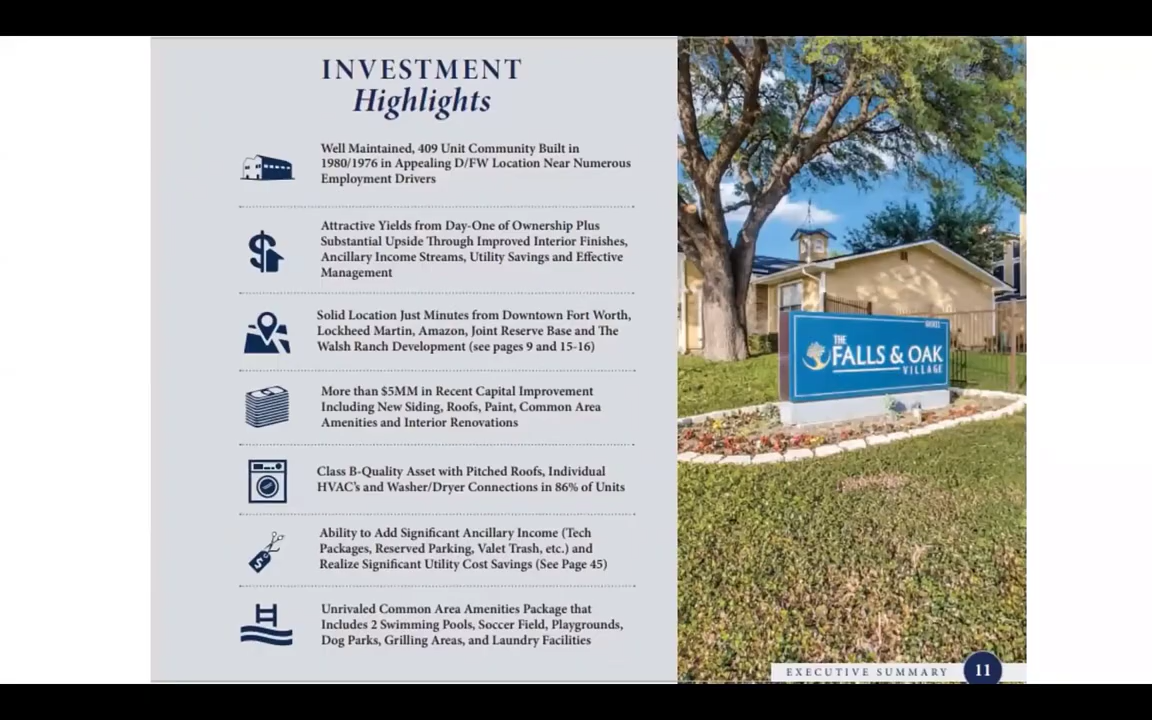 INVESTMENT
Highlights
Well Maintained, 409 Unit Community Built in
1980/1976 in Appealing D/FW Location Near Numerous
Employment Drivers
Attractive Yields from Day-One of Ownership Plus
Substantial Upside Through Improved Interior Finishes,
Ancillary Income Streams, Utility Savings and Effective
Management
Solid Location Just Minutes from Downtown Fort Worth,
Lockheed Martin, Amazon, Joint Reserve Base and The
Walsh Ranch Development (see pages 9 and 15-16)
More than $5MM in Recent Capital Improvement
Including New Siding, Roofs, Paint, Common Area
Amenities and Interior Renovations
Class B-Quality Asset with Pitched Roofs, Individual
HVAC's and Washer/Dryer Connections in 86% of Units
Ability to Add Significant Ancillary Income (Tech
Packages, Reserved Parking, Valet Trash, etc.) and
Realize Significant Utility Cost Savings (See Page 45)
Unrivaled Common Area Amenities Package that
Includes 2 Swimming Pools, Soccer Field, Playgrounds,
Dog Parks, Grilling Areas, and Laundry Facilities
THE
FALLS & OAK
VILLAGE
EXECUTIVE SUMMARY 11